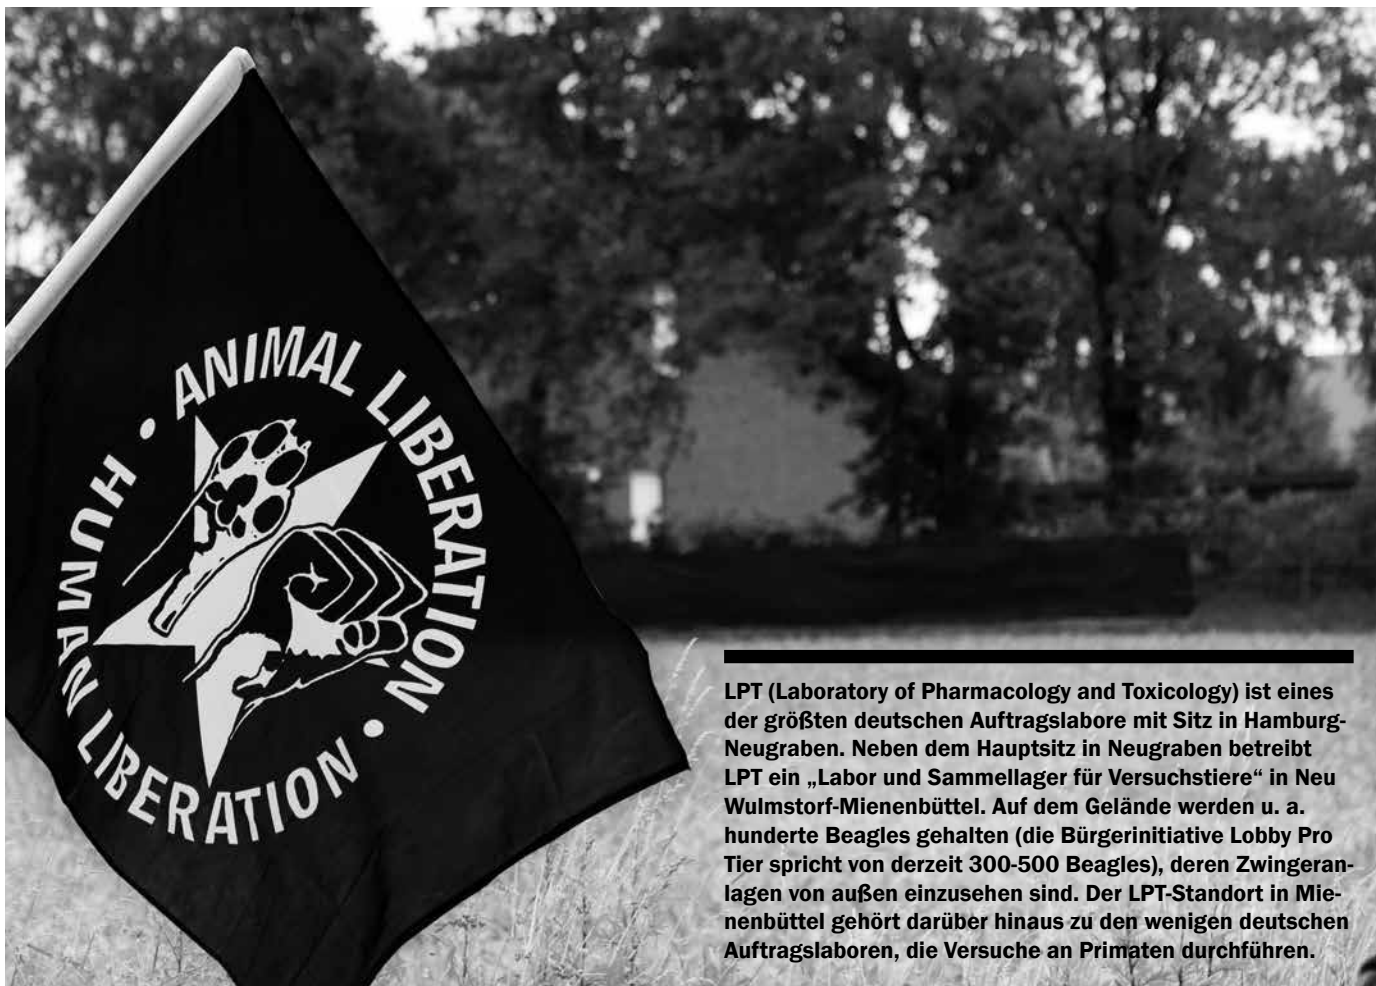 ANIMAL LIBERATION • HUMAN LIBERATION •
LPT (Laboratory of Pharmacology and Toxicology) ist eines
der größten deutschen Auftragslabore mit Sitz in Hamburg-
Neugraben. Neben dem Hauptsitz in Neugraben betreibt
LPT ein „Labor und Sammellager für Versuchstiere“ in Neu
Wulmstorf-Mienenbüttel. Auf dem Gelände werden u. a.
hunderte Beagles gehalten (die Bürgerinitiative Lobby Pro
Tier spricht von derzeit 300-500 Beagles), deren Zwingeran-
lagen von außen einzusehen sind. Der LPT-Standort in Mie-
nenbüttel gehört darüber hinaus zu den wenigen deutschen
Auftragslaboren, die Versuche an Primaten durchführen.